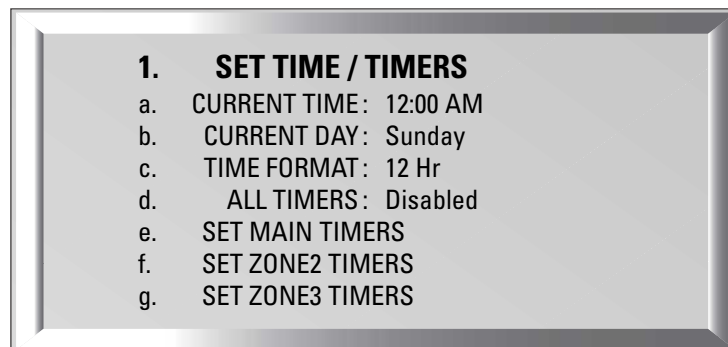 1. SET TIME / TIMERS
a. CURRENT TIME: 12:00 AM
b. CURRENT DAY: Sunday
c. TIME FORMAT: 12 Hr
d. ALL TIMERS: Disabled
e. SET MAIN TIMERS
f. SET ZONE2 TIMERS
g. SET ZONE3 TIMERS